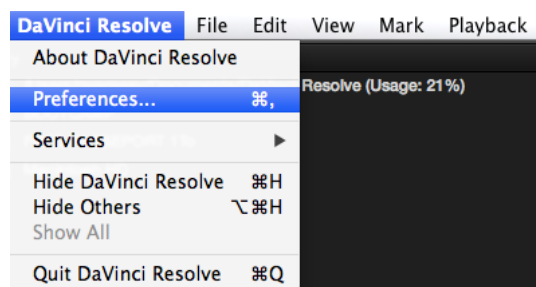 DaVinci Resolve File Edit View Mark Playback
About DaVinci Resolve
Preferences... ⌘,
Resolve (Usage: 21%)
Services ▶
Hide DaVinci Resolve ⌘H
Hide Others ⌥⌘H
Show All
Quit DaVinci Resolve ⌘Q